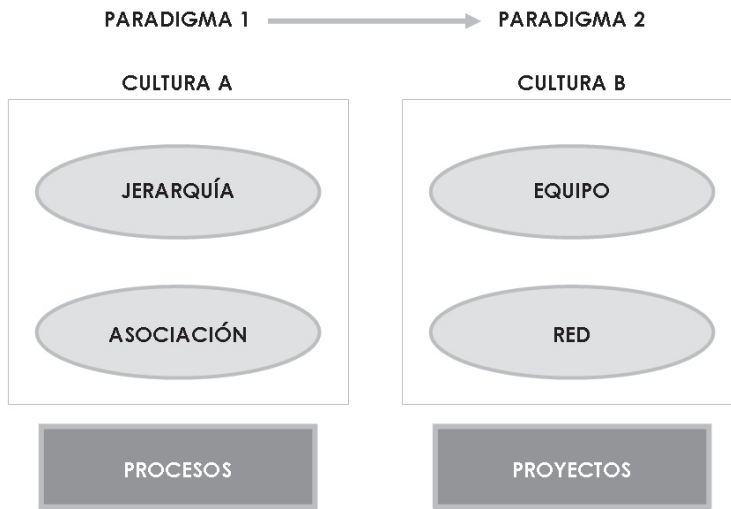 PARADIGMA 1 PARADIGMA 2
CULTURA A CULTURA B
JERARQUÍA EQUIPO
ASOCIACIÓN RED
PROCESOS PROYECTOS